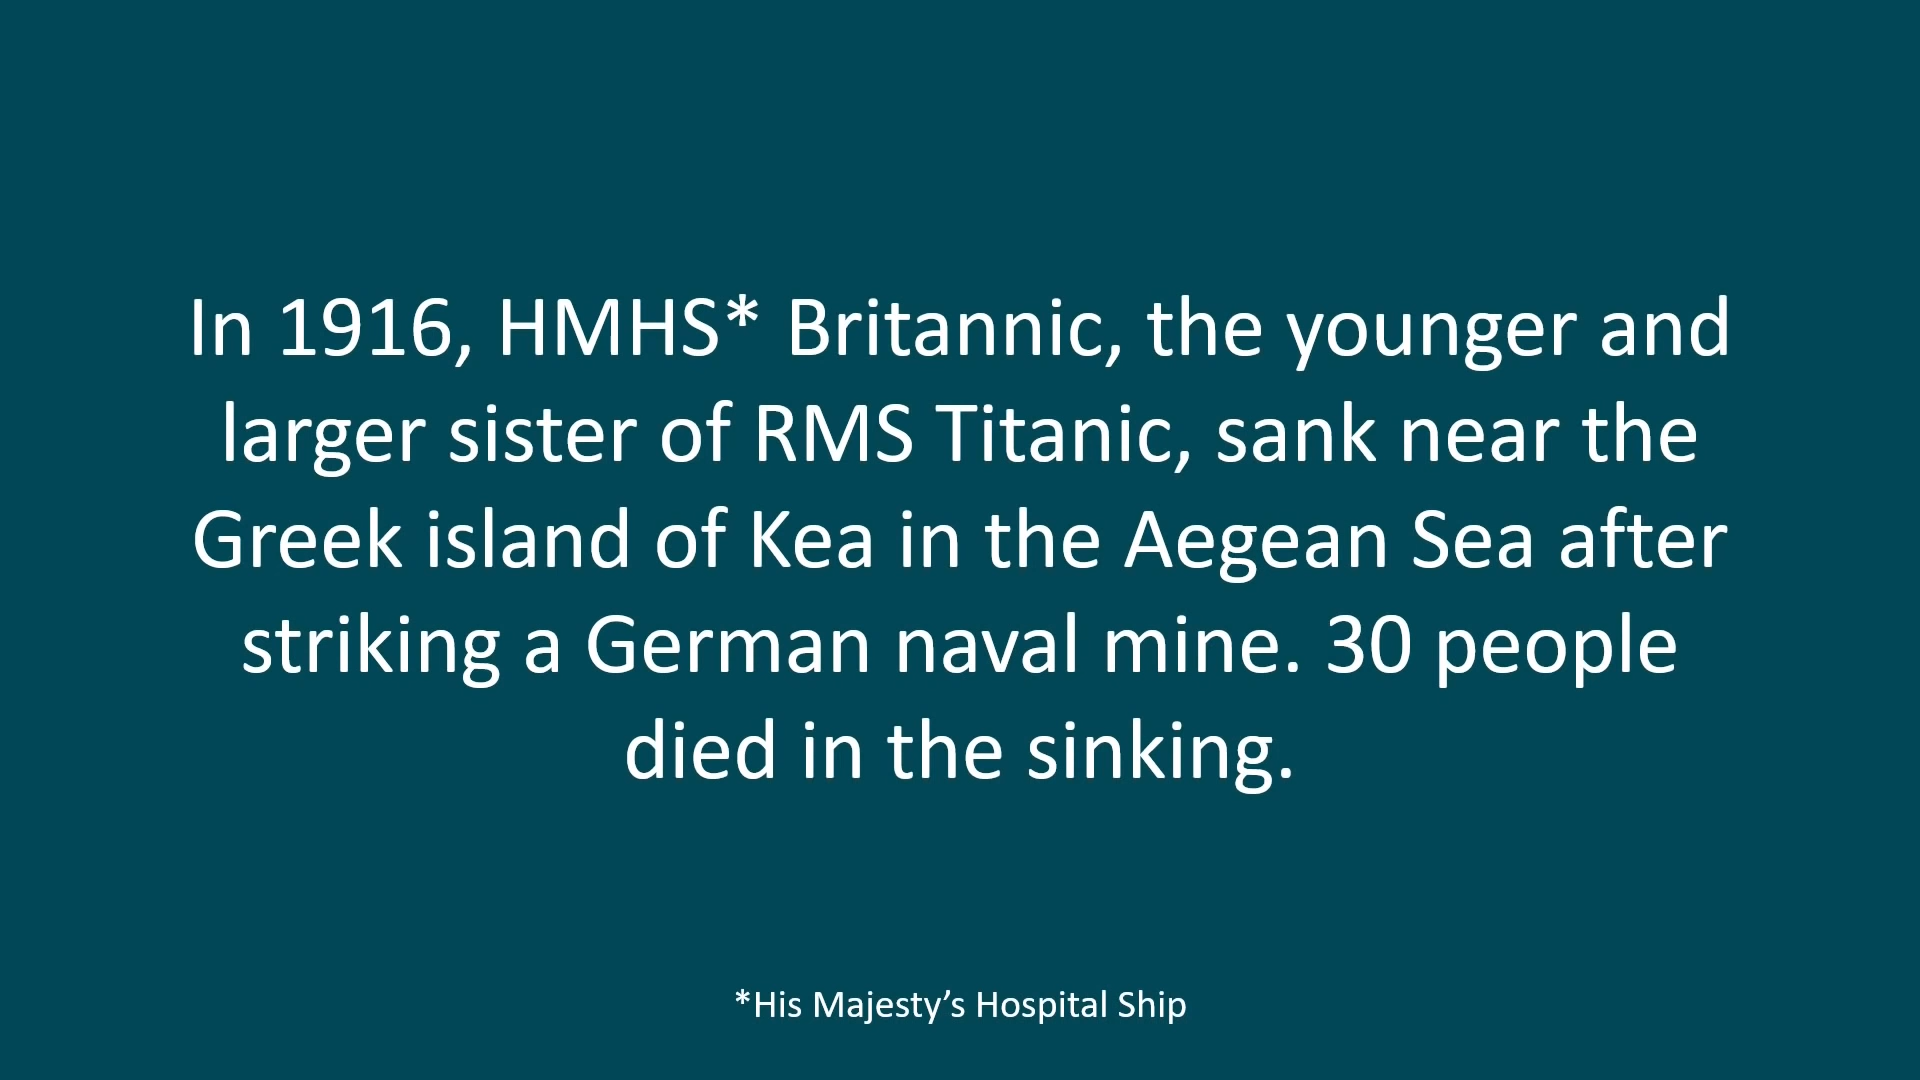 In 1916, HMHS* Britannic, the younger and
larger sister of RMS Titanic, sank near the
Greek island of Kea in the Aegean Sea after
striking a German naval mine. 30 people
died in the sinking.
*His Majesty’s Hospital Ship